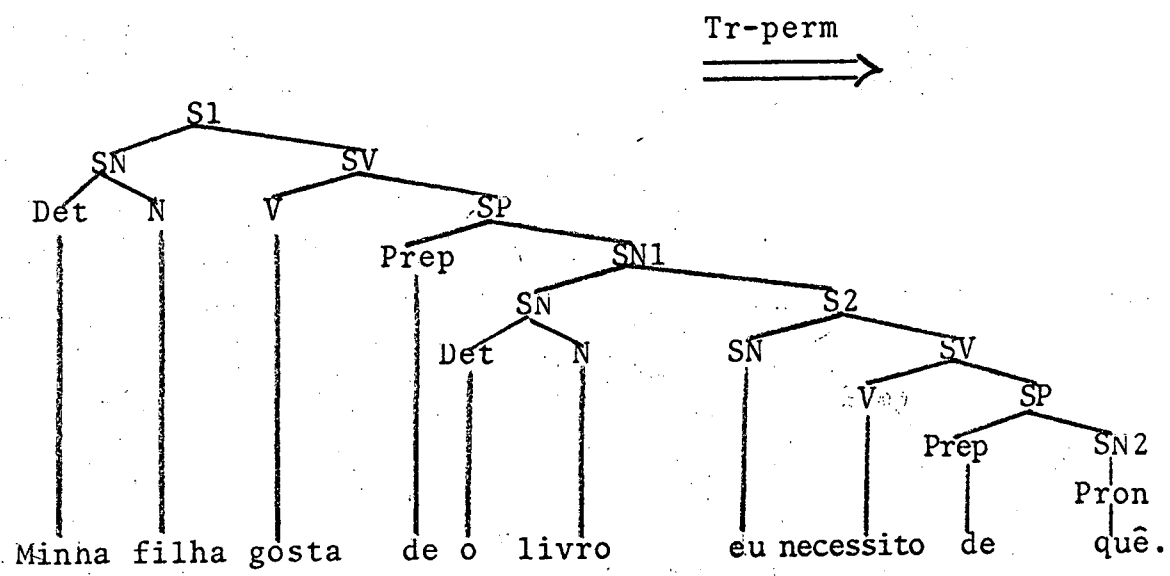 Tr-perm
S1
SN SV
Det N V SP
Prep SN1
SN S2
Det N SN SV
V SP
Prep SN2
Pron
Minha filha gosta de o livro eu necessito de quê.